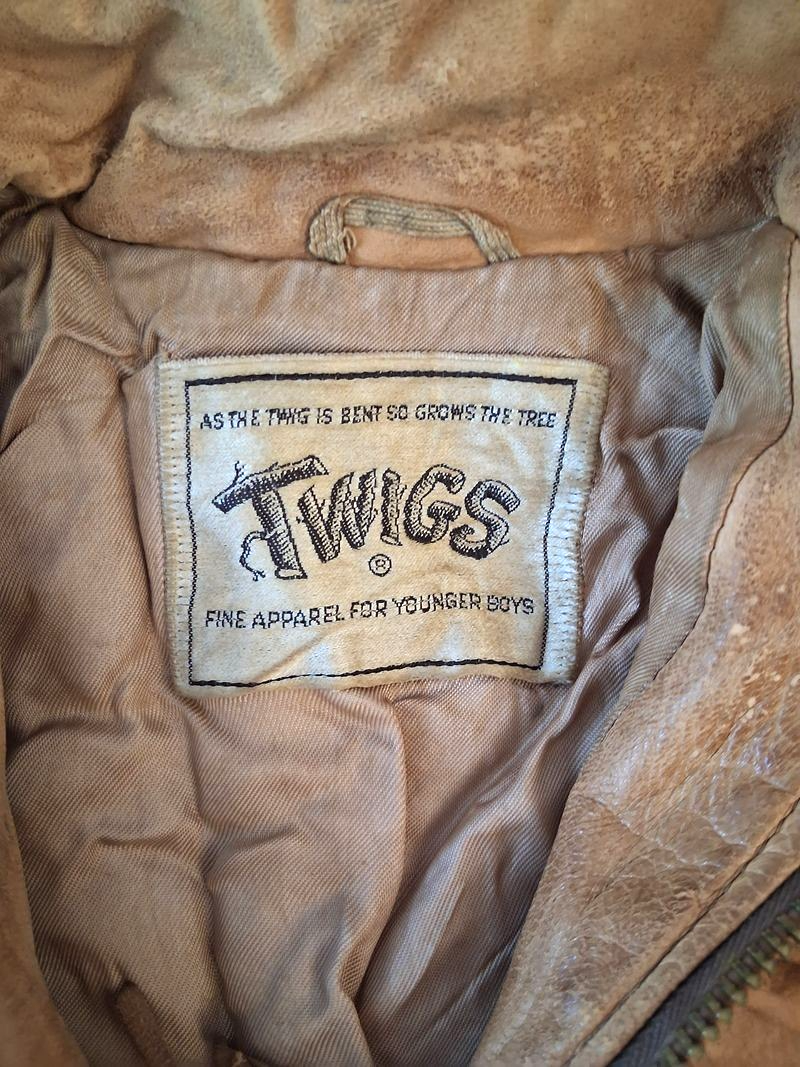 AS THE TWIG IS BENT SO GROWS THE TREE
TWIGS
®
FINE APPAREL FOR YOUNGER BOYS